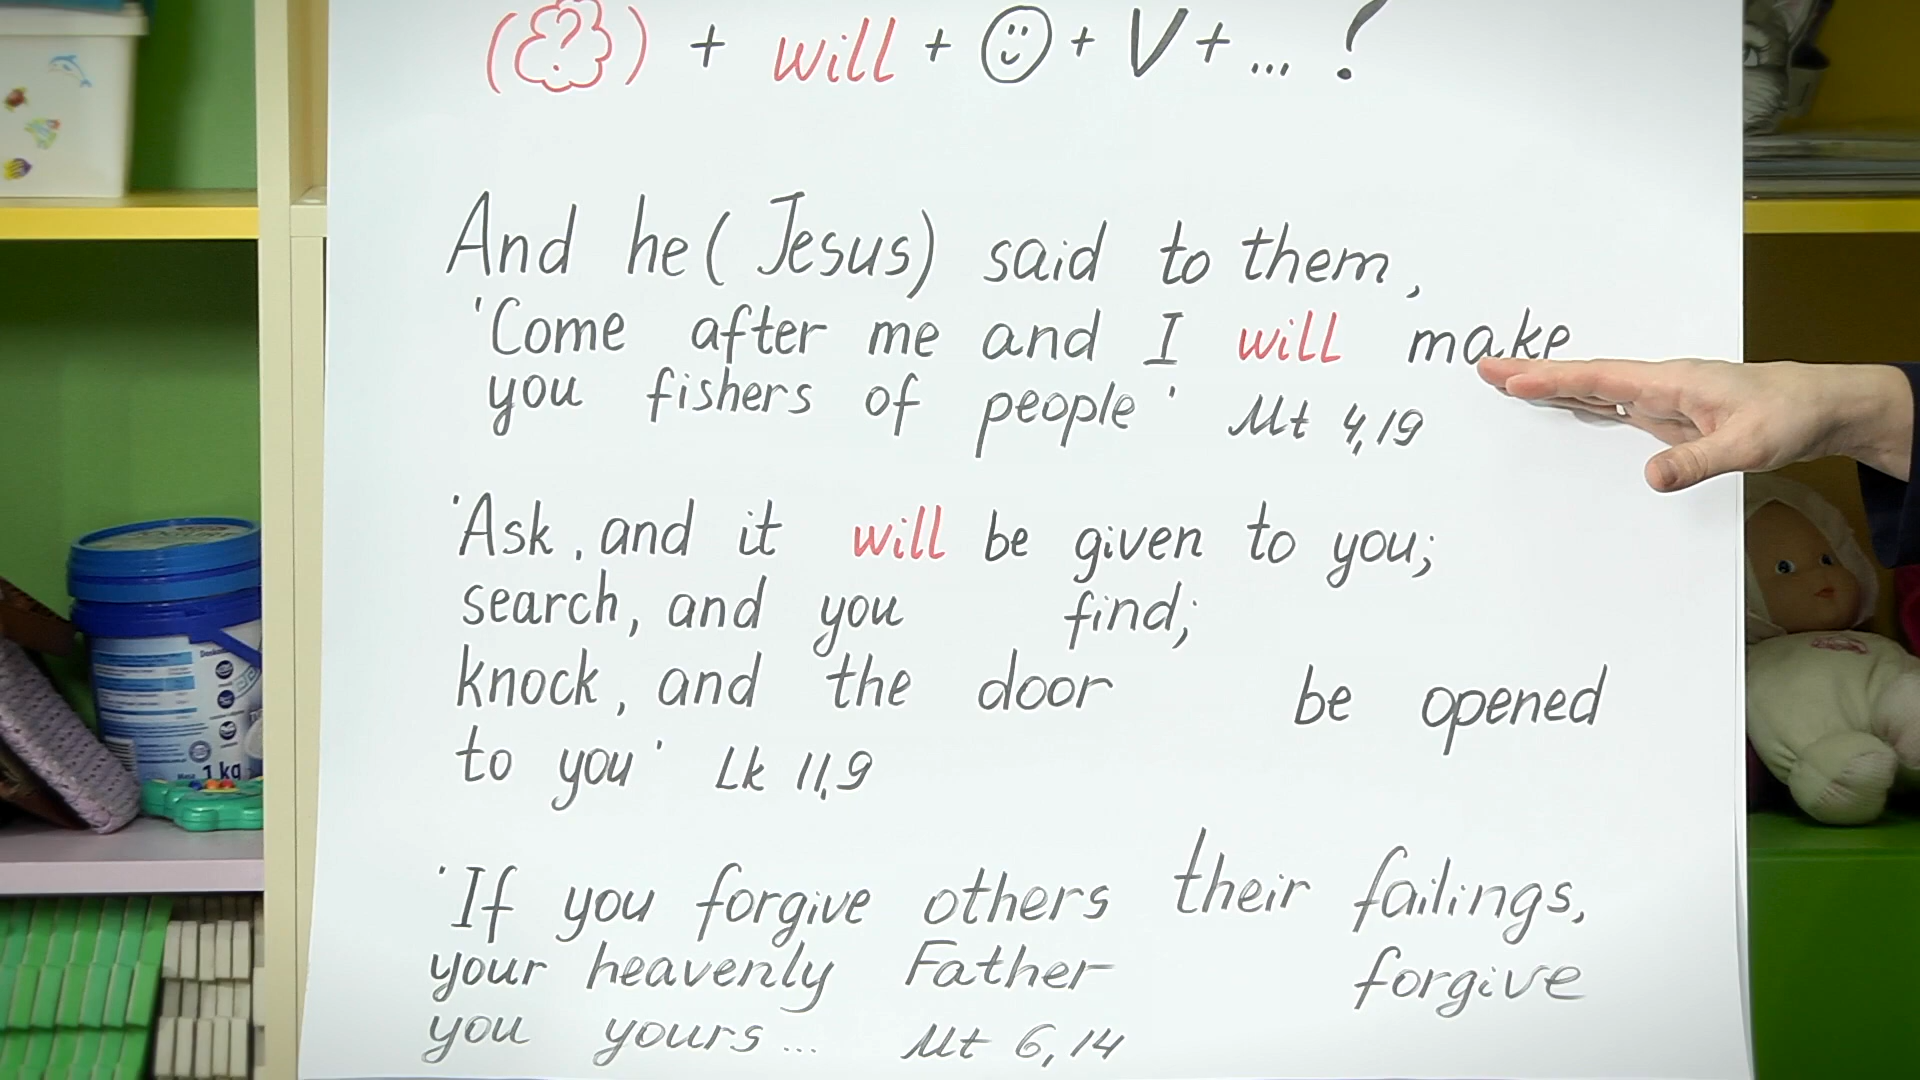 (?) + will + ☺ + V + ... ?
And he (Jesus) said to them,
'Come after me and I will make
you fishers of people' Mt 4,19
'Ask, and it will be given to you;
search, and you find;
knock, and the door be opened
to you' Lk 11,9
'If you forgive others their failings,
your heavenly Father forgive
you yours... Mt 6,14
1 kg